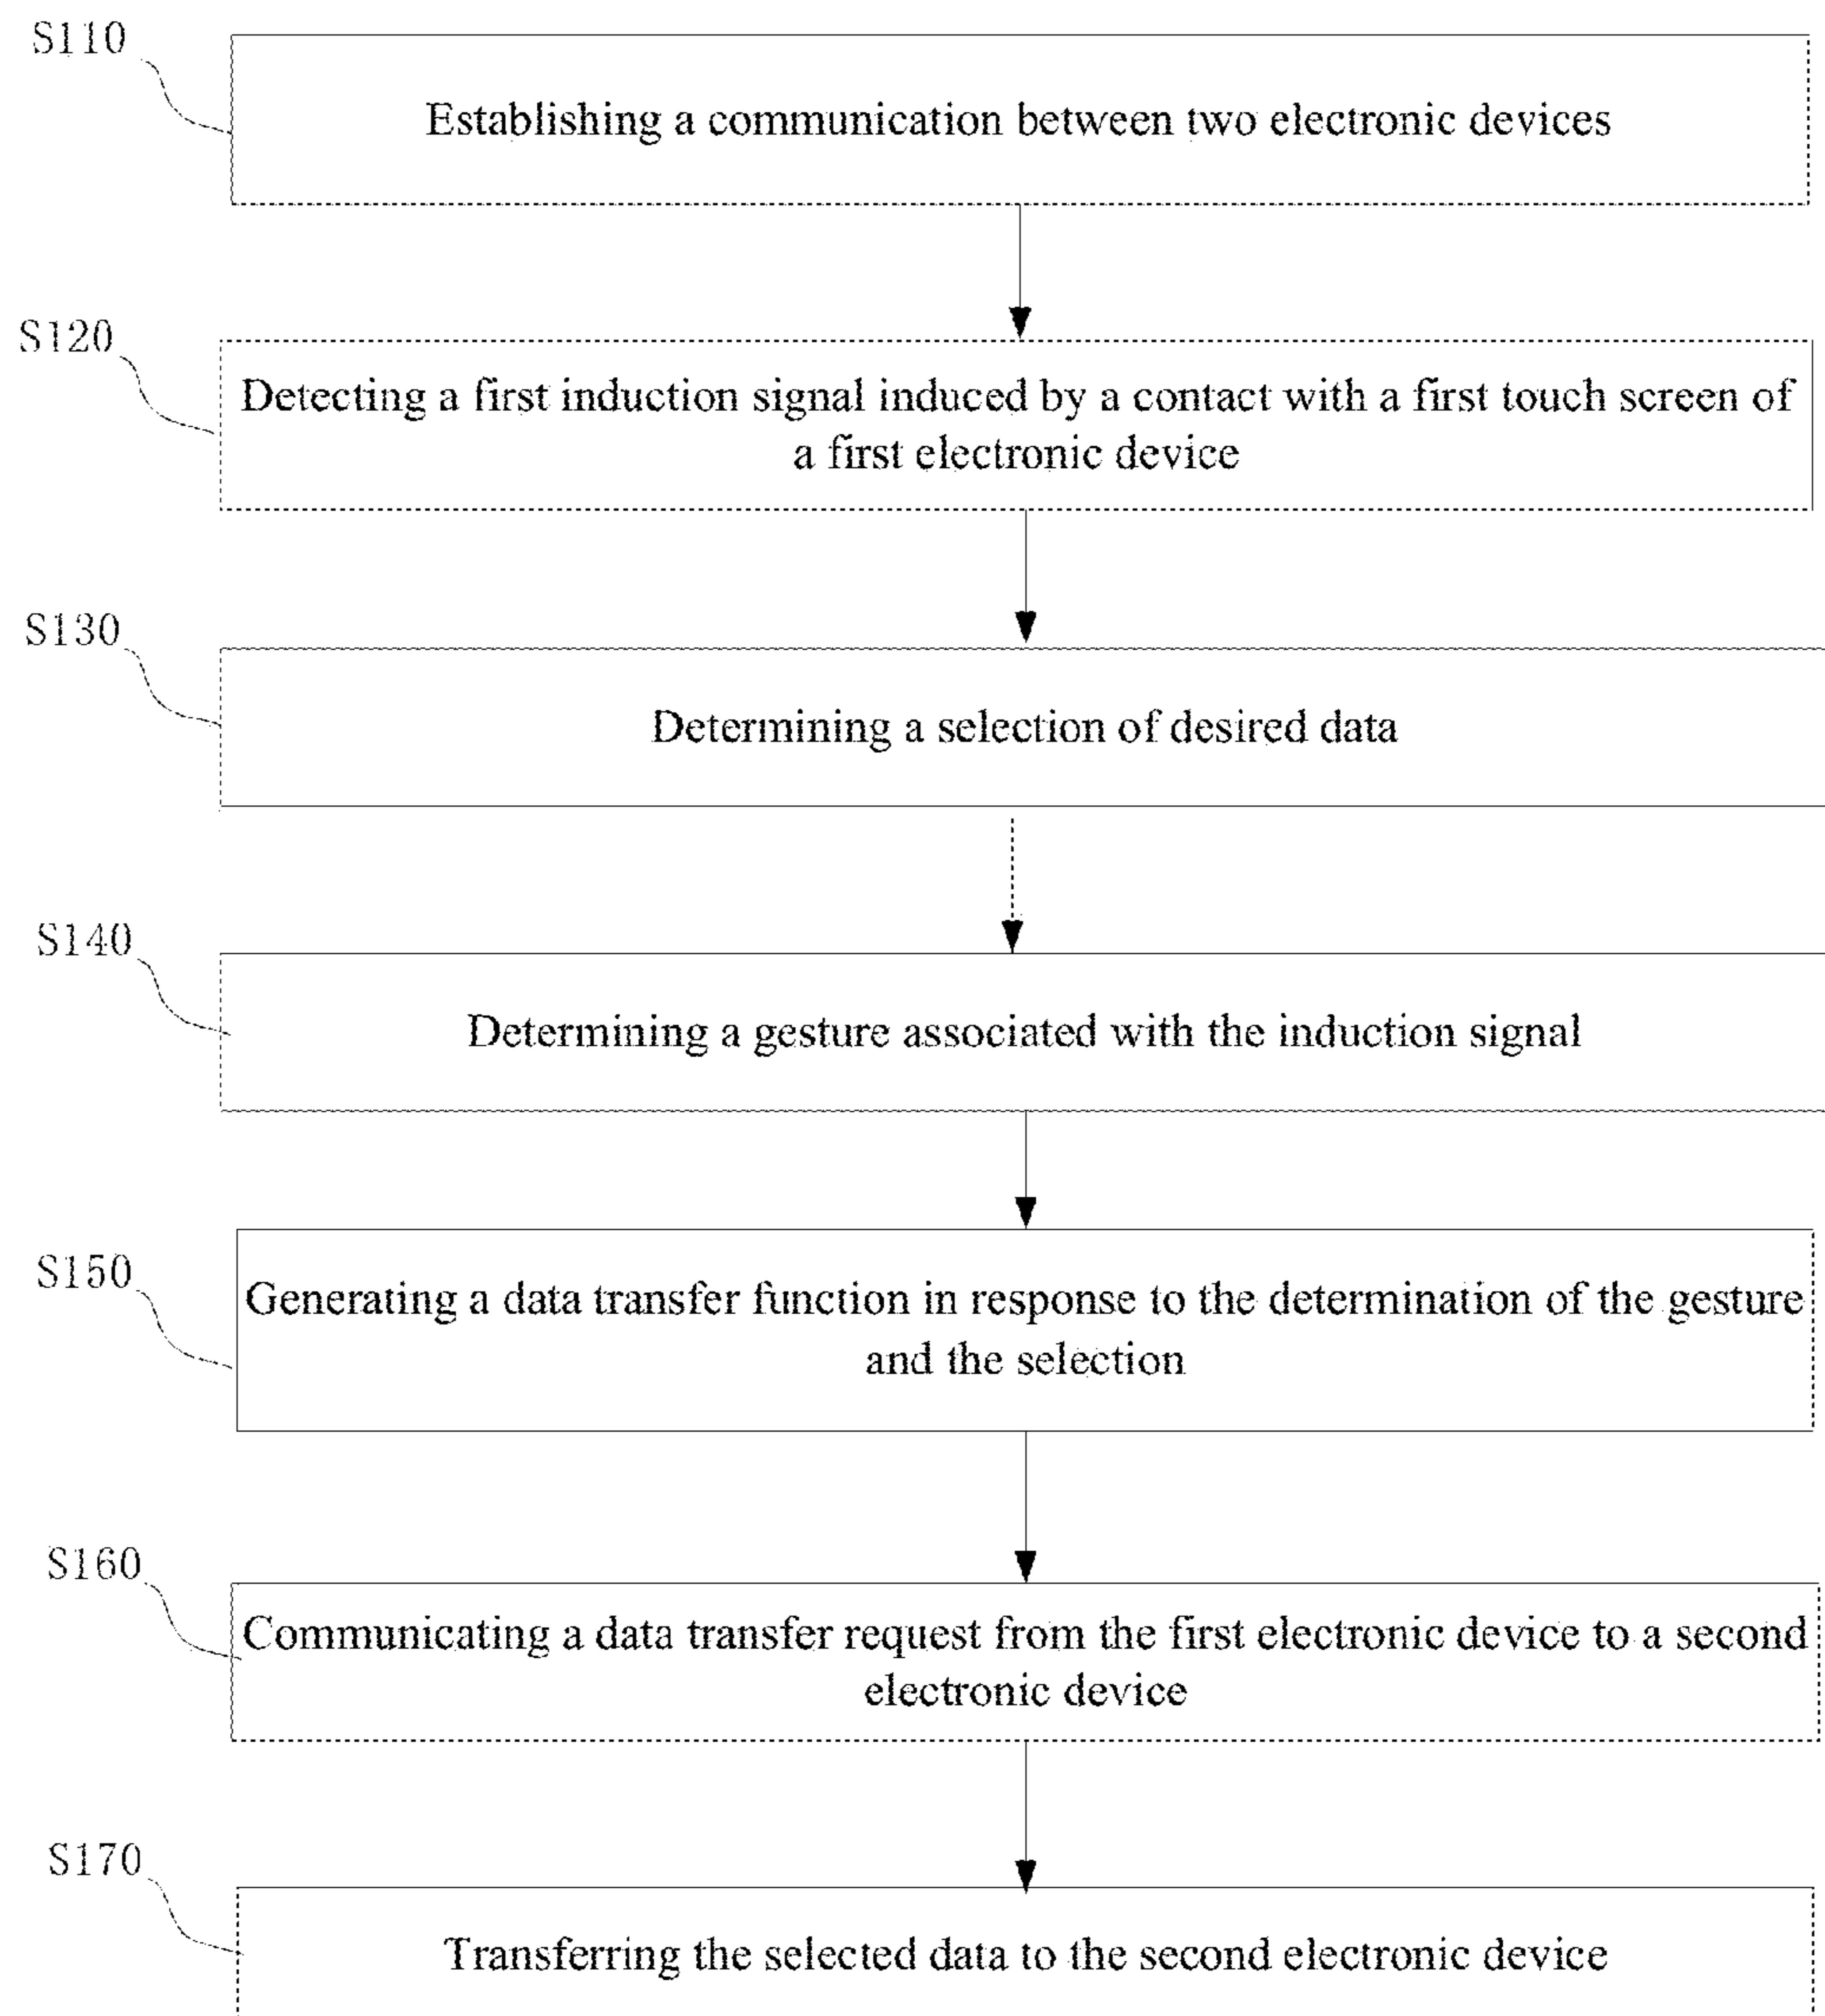 S110
Establishing a communication between two electronic devices
S120
Detecting a first induction signal induced by a contact with a first touch screen of
a first electronic device
S130
Determining a selection of desired data
S140
Determining a gesture associated with the induction signal
S150
Generating a data transfer function in response to the determination of the gesture
and the selection
S160
Communicating a data transfer request from the first electronic device to a second
electronic device
S170
Transferring the selected data to the second electronic device